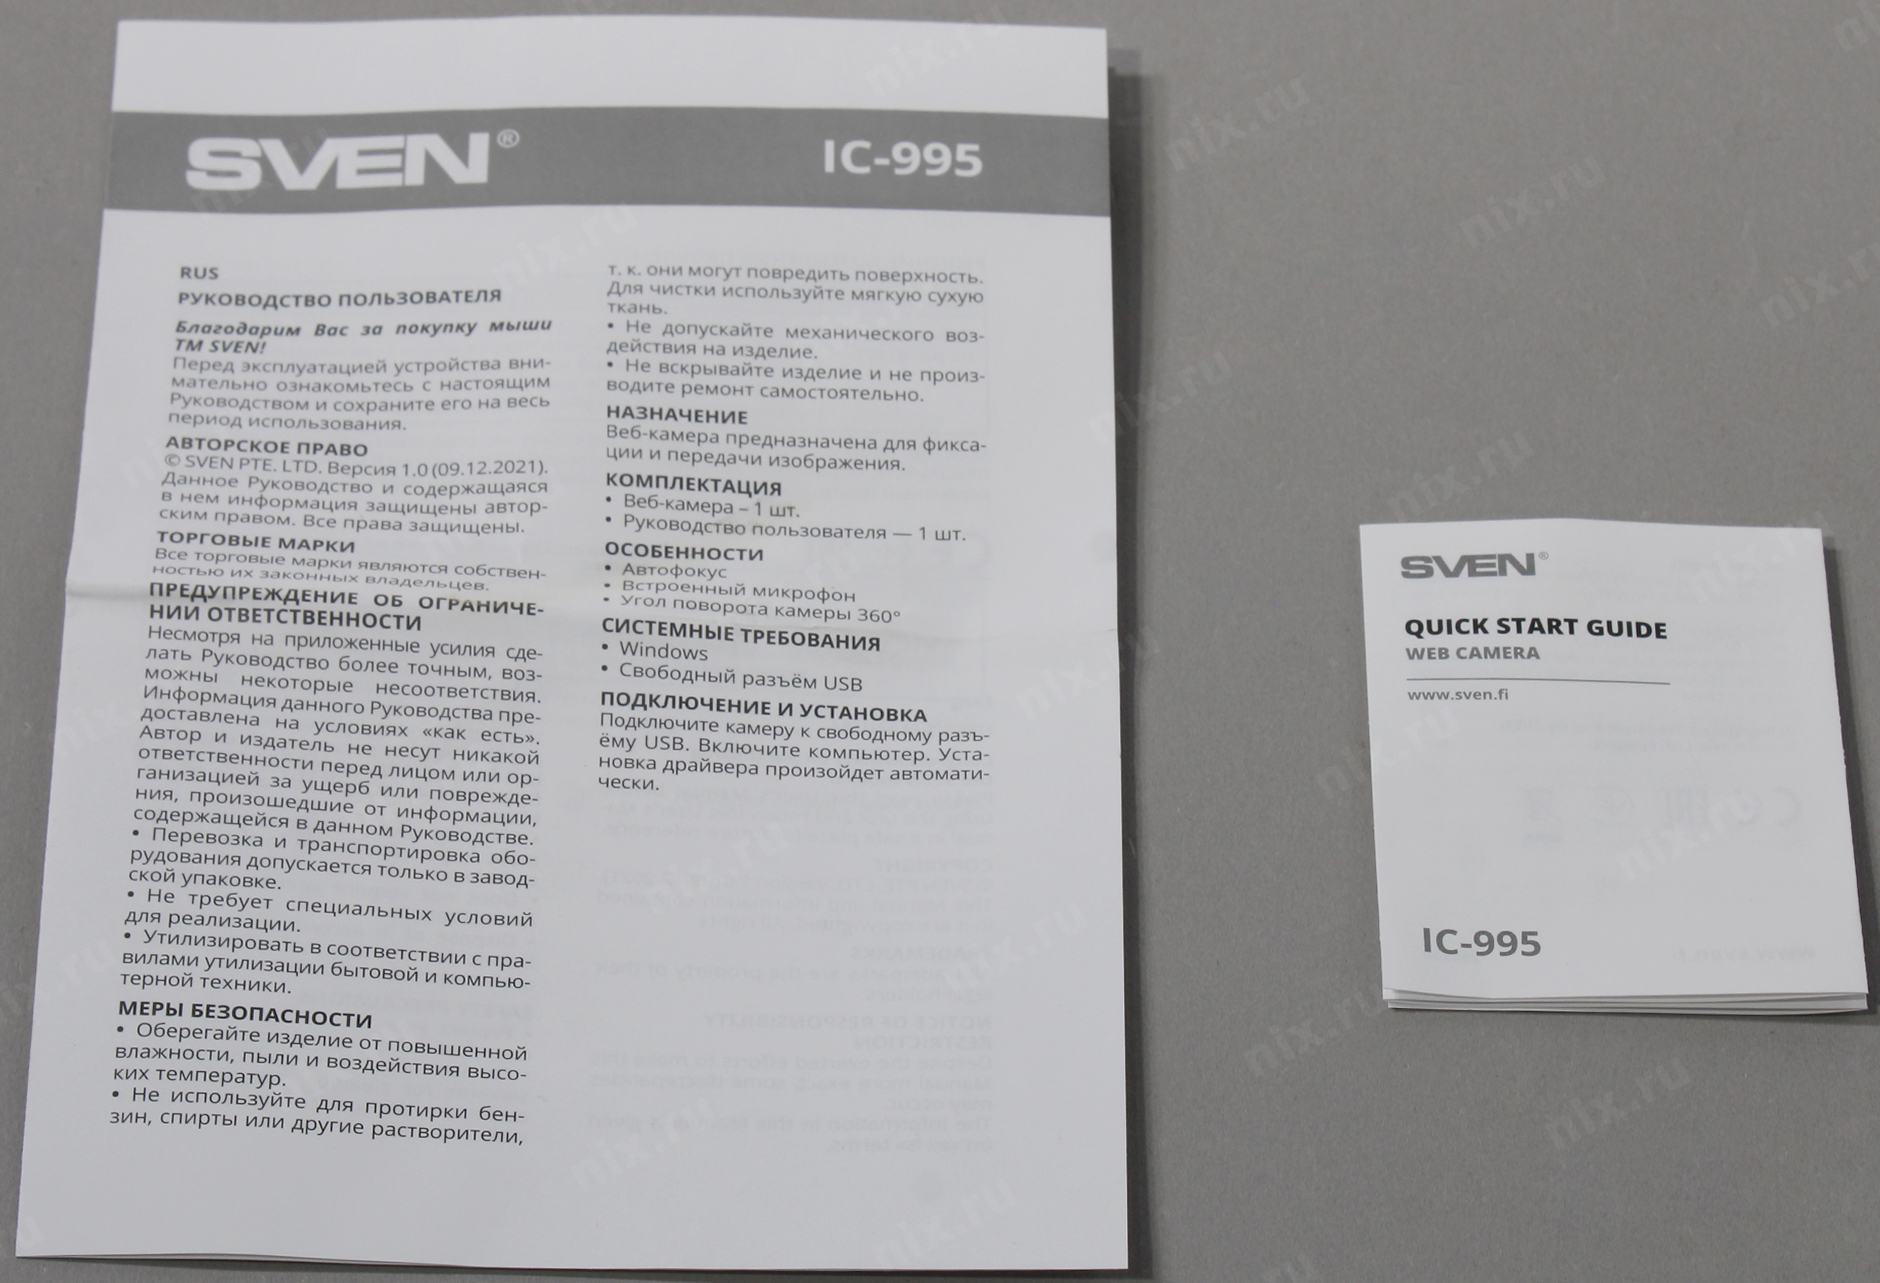 SVEN®
IC-995
RUS
РУКОВОДСТВО ПОЛЬЗОВАТЕЛЯ
Благодарим Вас за покупку мыши
ТМ SVEN!
Перед эксплуатацией устройства вни-
мательно ознакомьтесь с настоящим
Руководством и сохраните его на весь
период использования.
АВТОРСКОЕ ПРАВО
© SVEN PTE. LTD. Версия 1.0 (09.12.2021).
Данное Руководство и содержащаяся
в нем информация защищены автор-
ским правом. Все права защищены.
ТОРГОВЫЕ МАРКИ
Все торговые марки являются собствен-
ностью их законных владельцев.
ПРЕДУПРЕЖДЕНИЕ ОБ ОГРАНИЧЕ-
НИИ ОТВЕТСТВЕННОСТИ
Несмотря на приложенные усилия сде-
лать Руководство более точным, воз-
можны некоторые несоответствия.
Информация данного Руководства пре-
доставлена на условиях «как есть».
Автор и издатель не несут никакой
ответственности перед лицом или ор-
ганизацией за ущерб или поврежде-
ния, произошедшие от информации,
содержащейся в данном Руководстве.
• Перевозка и транспортировка обо-
рудования допускается только в завод-
ской упаковке.
• Не требует специальных условий
для реализации.
• Утилизировать в соответствии с пра-
вилами утилизации бытовой и компью-
терной техники.
МЕРЫ БЕЗОПАСНОСТИ
• Оберегайте изделие от повышенной
влажности, пыли и воздействия высо-
ких температур.
• Не используйте для протирки бен-
зин, спирты или другие растворители,
т. к. они могут повредить поверхность.
Для чистки используйте мягкую сухую
ткань.
• Не допускайте механического воз-
действия на изделие.
• Не вскрывайте изделие и не произ-
водите ремонт самостоятельно.
НАЗНАЧЕНИЕ
Веб-камера предназначена для фикса-
ции и передачи изображения.
КОМПЛЕКТАЦИЯ
• Веб-камера – 1 шт.
• Руководство пользователя — 1 шт.
ОСОБЕННОСТИ
• Автофокус
• Встроенный микрофон
• Угол поворота камеры 360°
СИСТЕМНЫЕ ТРЕБОВАНИЯ
• Windows
• Свободный разъём USB
ПОДКЛЮЧЕНИЕ И УСТАНОВКА
Подключите камеру к свободному разъ-
ёму USB. Включите компьютер. Уста-
новка драйвера произойдет автомати-
чески.
SVEN®
QUICK START GUIDE
WEB CAMERA
www.sven.fi
IC-995
nix.ru